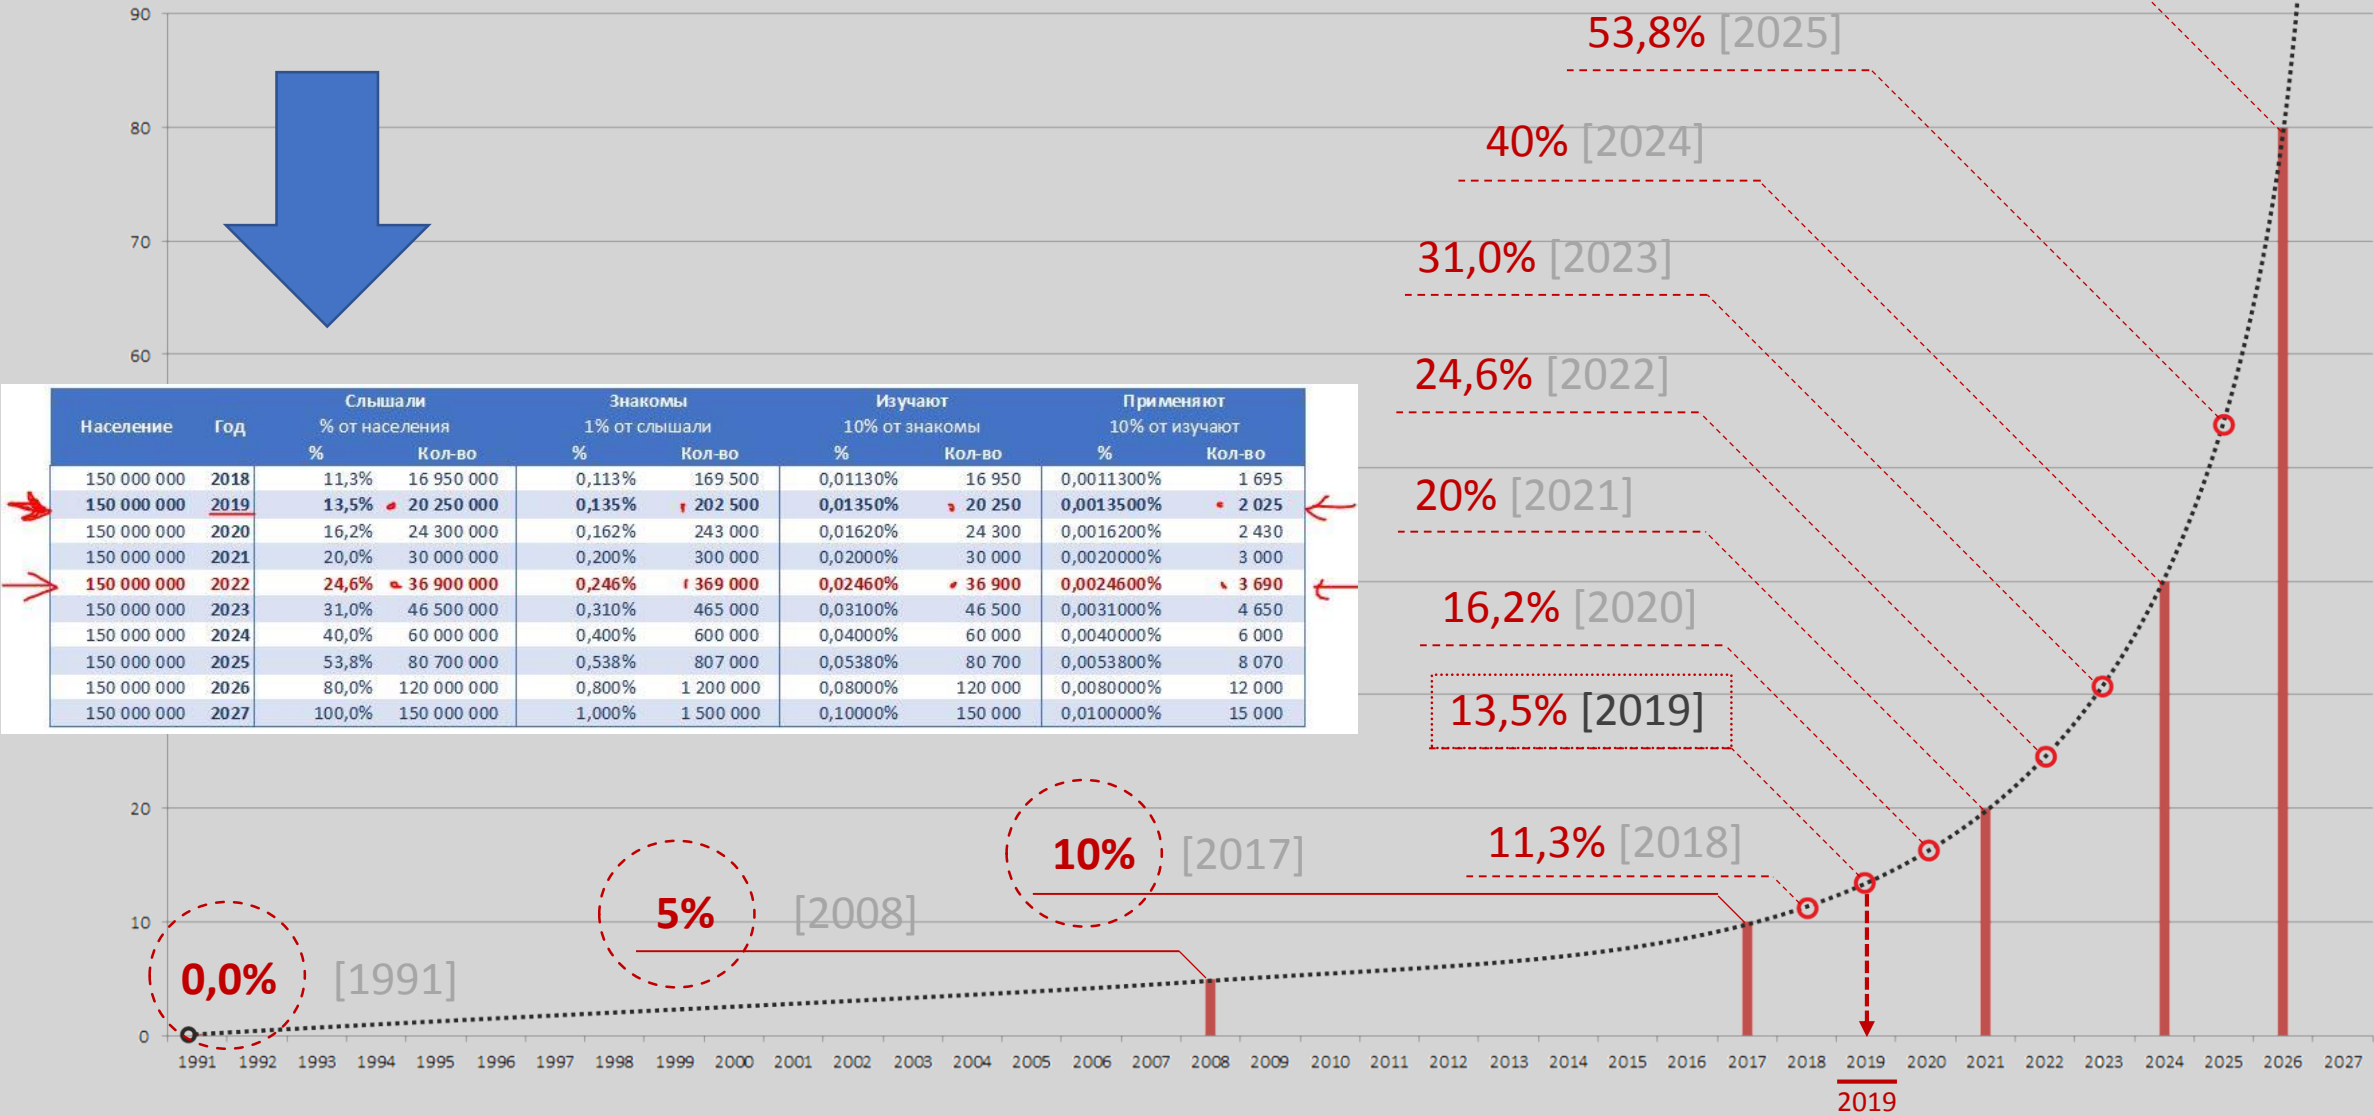 90
53,8% [2025]
80
40% [2024]
70
31,0% [2023]
60
24,6% [2022]
Слышали Знакомы Изучают Применяют
Население Год % от населения 1% от слышали 10% от знакомы 10% от изучают
% Кол-во % Кол-во % Кол-во % Кол-во
150 000 000 2018 11,3% 16 950 000 0,113% 169 500 0,01130% 16 950 0,0011300% 1 695
150 000 000 2019 13,5% 20 250 000 0,135% 202 500 0,01350% 20 250 0,0013500% 2 025
150 000 000 2020 16,2% 24 300 000 0,162% 243 000 0,01620% 24 300 0,0016200% 2 430
150 000 000 2021 20,0% 30 000 000 0,200% 300 000 0,02000% 30 000 0,0020000% 3 000
150 000 000 2022 24,6% 36 900 000 0,246% 369 000 0,02460% 36 900 0,0024600% 3 690
150 000 000 2023 31,0% 46 500 000 0,310% 465 000 0,03100% 46 500 0,0031000% 4 650
150 000 000 2024 40,0% 60 000 000 0,400% 600 000 0,04000% 60 000 0,0040000% 6 000
150 000 000 2025 53,8% 80 700 000 0,538% 807 000 0,05380% 80 700 0,0053800% 8 070
150 000 000 2026 80,0% 120 000 000 0,800% 1 200 000 0,08000% 120 000 0,0080000% 12 000
150 000 000 2027 100,0% 150 000 000 1,000% 1 500 000 0,10000% 150 000 0,0100000% 15 000
20% [2021]
16,2% [2020]
13,5% [2019]
20
11,3% [2018]
10% [2017]
5% [2008]
10
0,0% [1991]
0
1991 1992 1993 1994 1995 1996 1997 1998 1999 2000 2001 2002 2003 2004 2005 2006 2007 2008 2009 2010 2011 2012 2013 2014 2015 2016 2017 2018 2019 2020 2021 2022 2023 2024 2025 2026 2027
2019